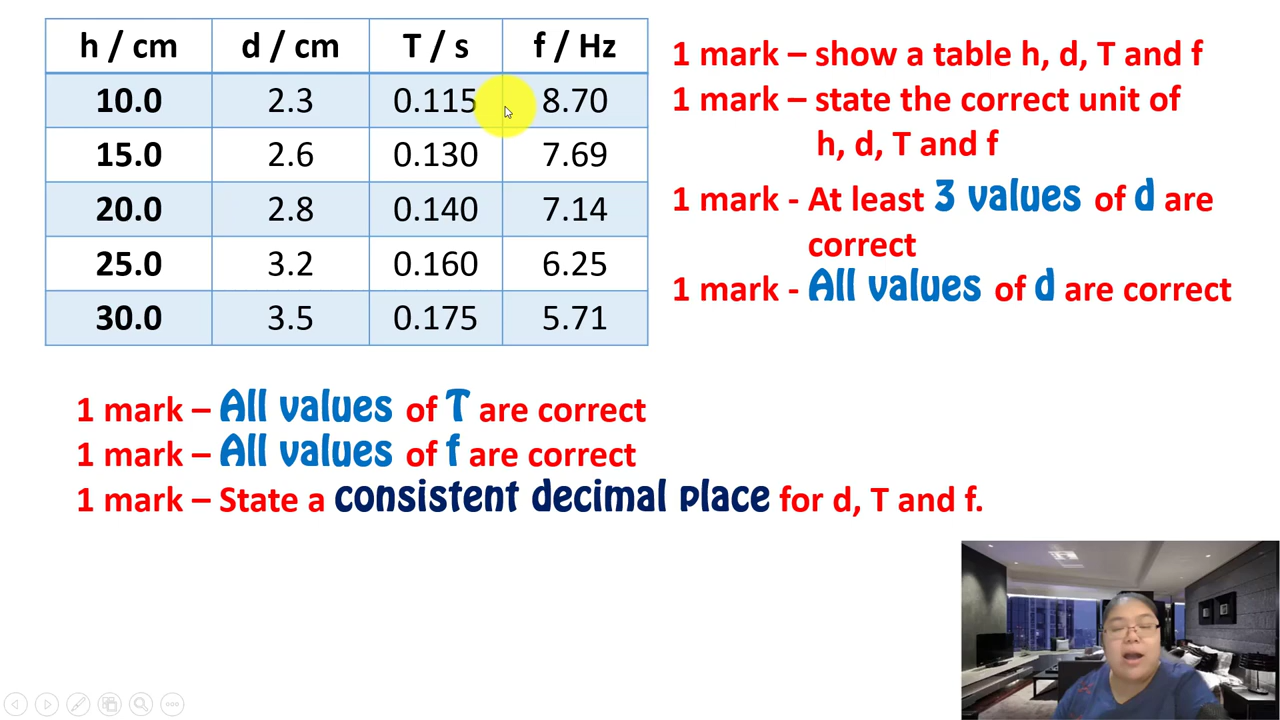 h / cm d / cm T / s f / Hz
10.0 2.3 0.115 8.70
15.0 2.6 0.130 7.69
20.0 2.8 0.140 7.14
25.0 3.2 0.160 6.25
30.0 3.5 0.175 5.71
1 mark – show a table h, d, T and f
1 mark – state the correct unit of
h, d, T and f
1 mark - At least 3 values of d are
correct
1 mark - All values of d are correct
1 mark – All values of T are correct
1 mark – All values of f are correct
1 mark – State a consistent decimal place for d, T and f.